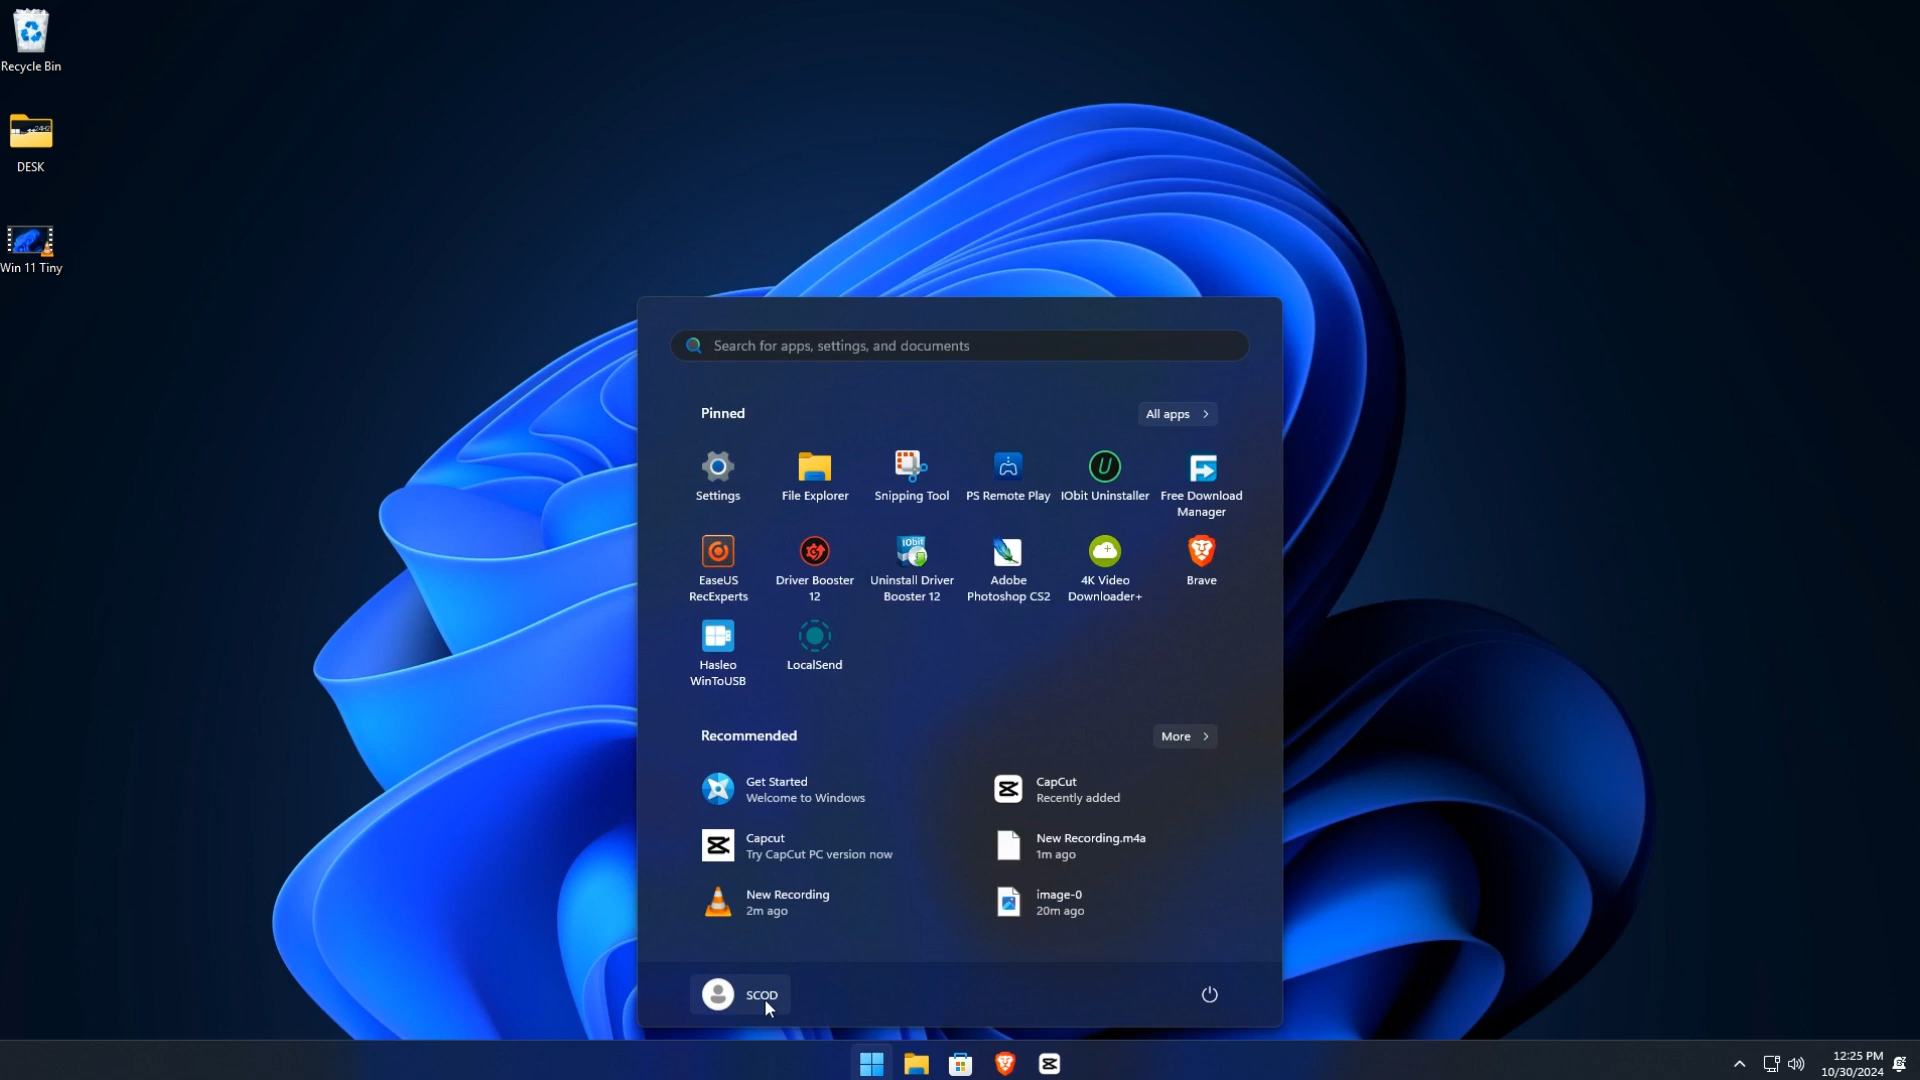 Recycle Bin
DESK
Win 11 Tiny
Search for apps, settings, and documents
Pinned
All apps
Settings
File Explorer
Snipping Tool
PS Remote Play
IObit Uninstaller
Free Download
Manager
EaseUS
RecExperts
Driver Booster
12
IObit
Uninstall Driver
Booster 12
Adobe
Photoshop CS2
4K Video
Downloader+
Brave
Hasleo
WinToUSB
LocalSend
Recommended
More
Get Started
Welcome to Windows
CapCut
Recently added
Capcut
Try CapCut PC version now
New Recording.m4a
1m ago
New Recording
2m ago
image-0
20m ago
SCOD
12:25 PM
10/30/2024